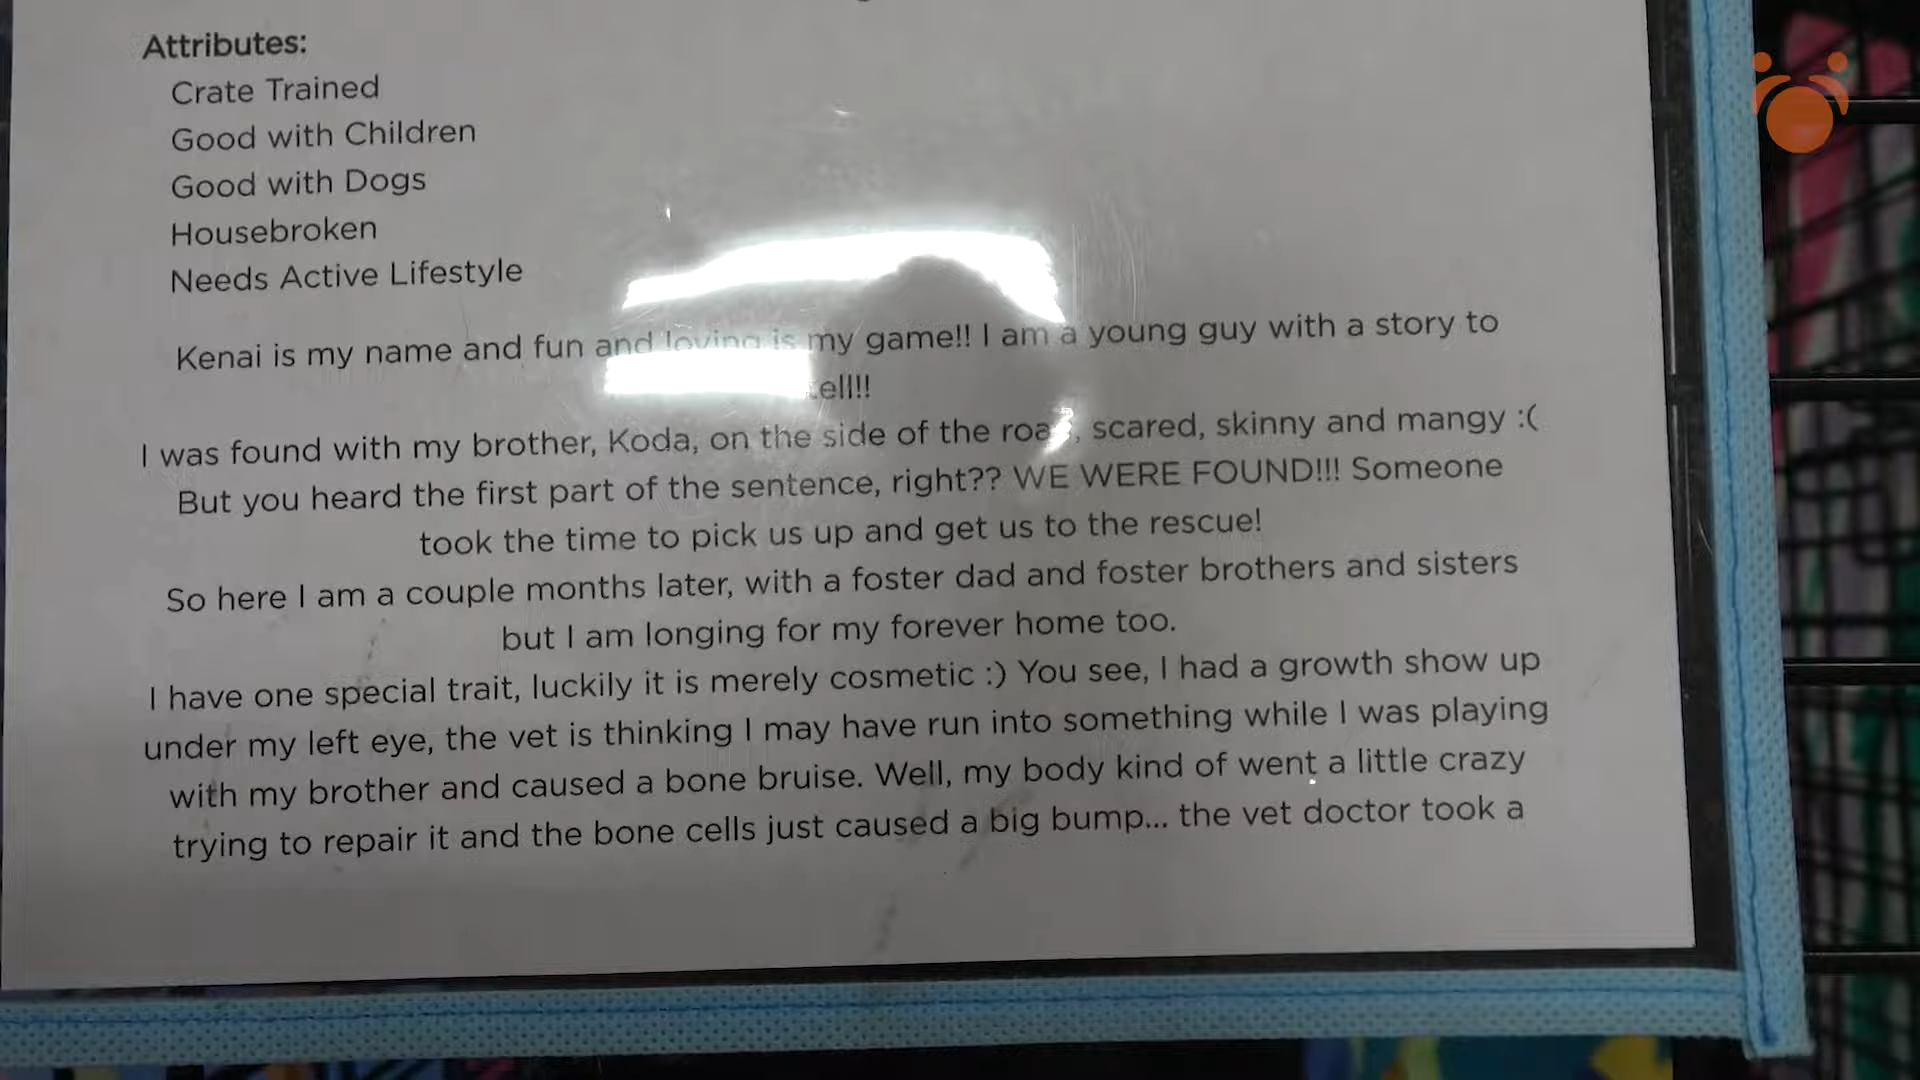 Attributes:
Crate Trained
Good with Children
Good with Dogs
Housebroken
Needs Active Lifestyle
Kenai is my name and fun and loving is my game!! I am a young guy with a story to
tell!!
I was found with my brother, Koda, on the side of the road, scared, skinny and mangy :(
But you heard the first part of the sentence, right?? WE WERE FOUND!!! Someone
took the time to pick us up and get us to the rescue!
So here I am a couple months later, with a foster dad and foster brothers and sisters
but I am longing for my forever home too.
I have one special trait, luckily it is merely cosmetic :) You see, I had a growth show up
under my left eye, the vet is thinking I may have run into something while I was playing
with my brother and caused a bone bruise. Well, my body kind of went a little crazy
trying to repair it and the bone cells just caused a big bump... the vet doctor took a